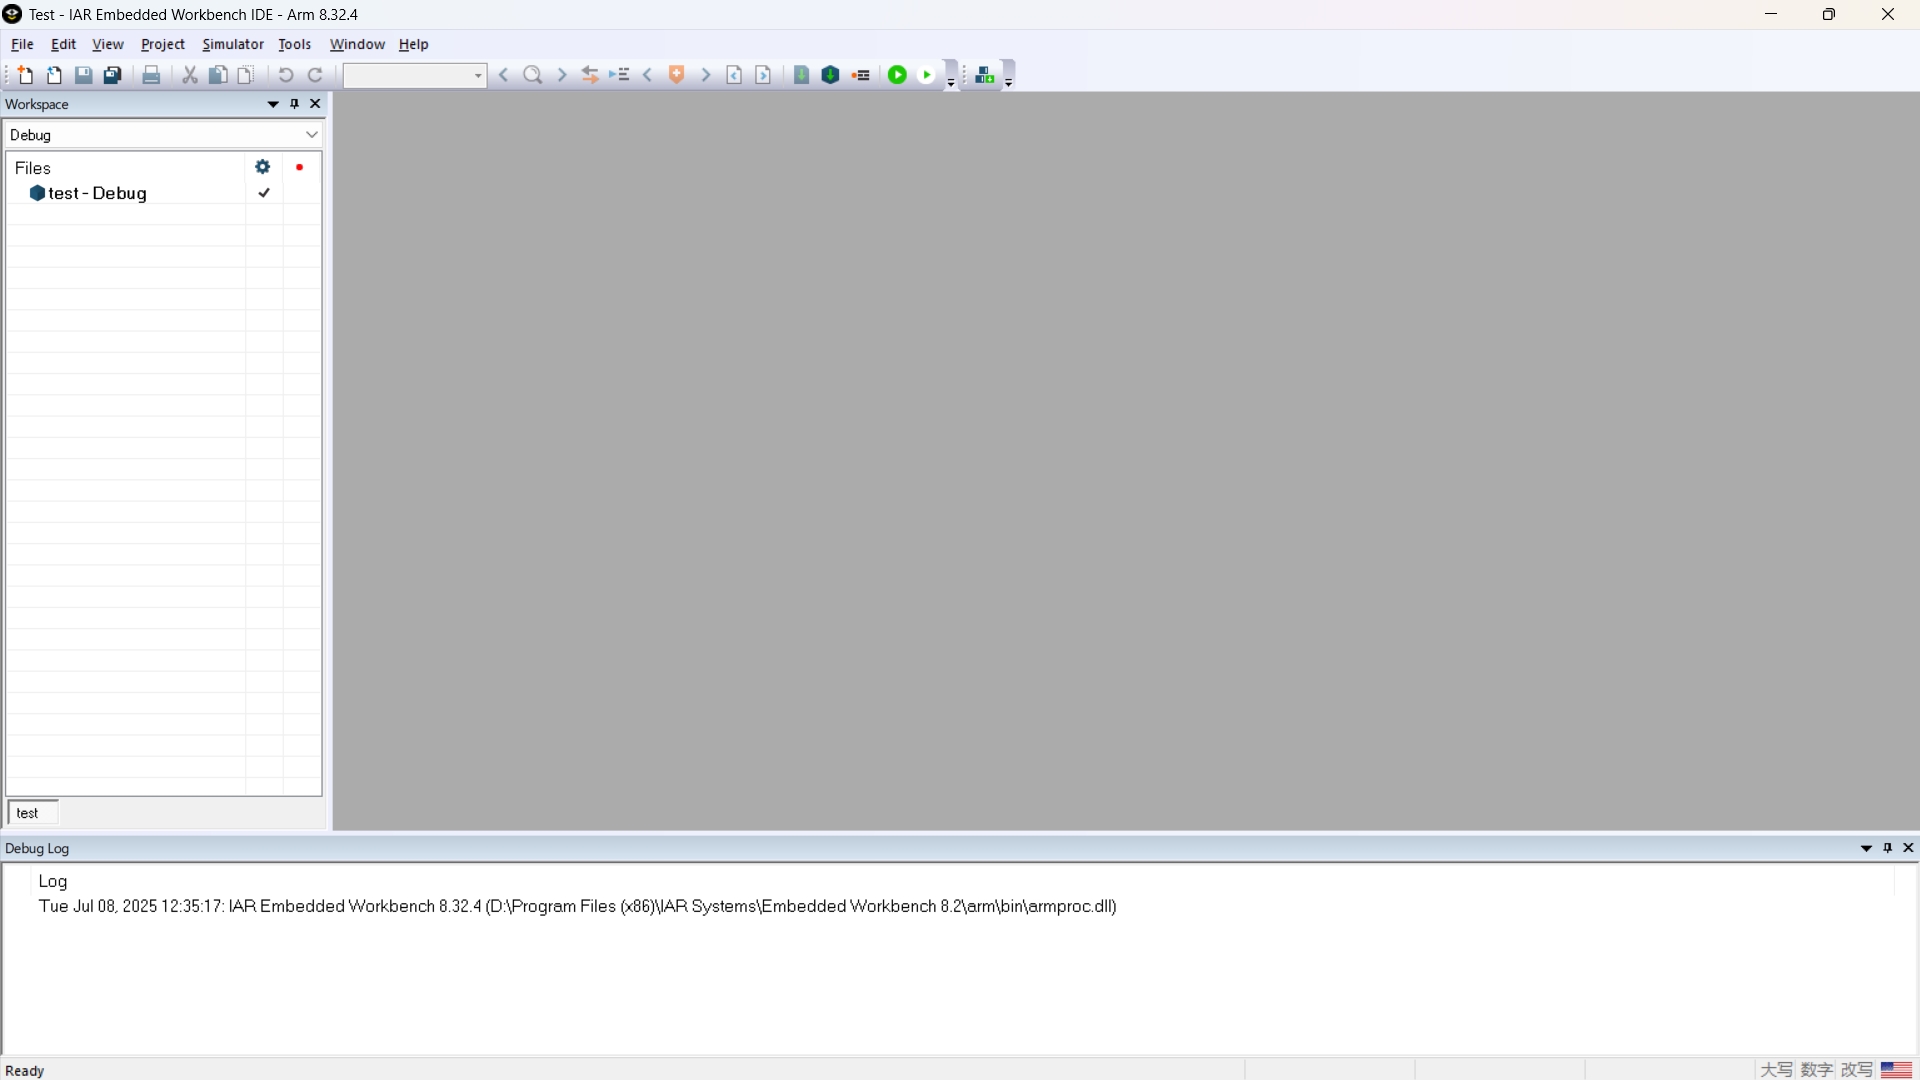 Test - IAR Embedded Workbench IDE - Arm 8.32.4
File Edit View Project Simulator Tools Window Help
Workspace
Debug
Files
test - Debug
test
Debug Log
Log
Tue Jul 08, 2025 12:35:17: IAR Embedded Workbench 8.32.4 (D:\Program Files (x86)\IAR Systems\Embedded Workbench 8.2\arm\bin\armproc.dll)
Ready 大写 数字 改写